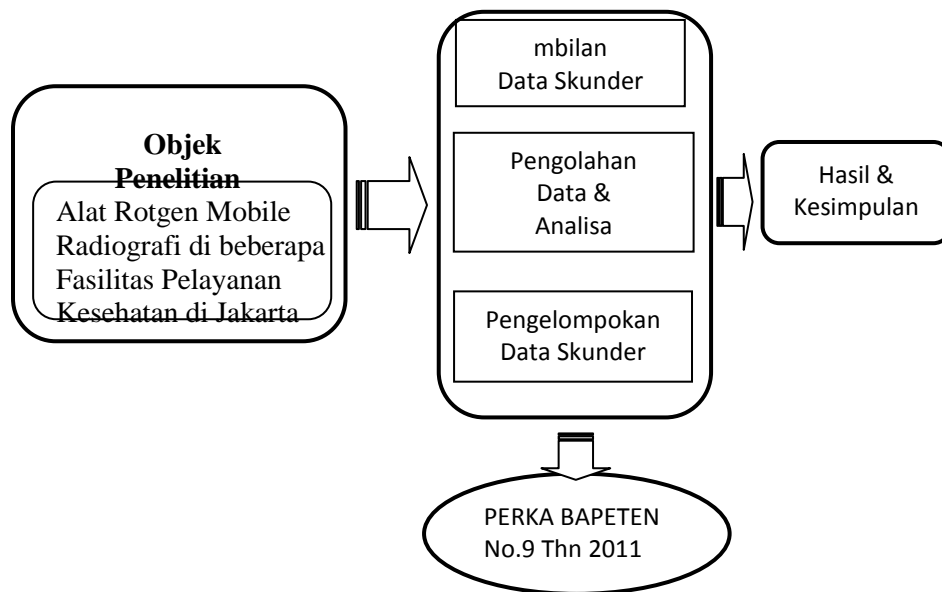 Objek
Penelitian
Alat Rotgen Mobile
Radiografi di beberapa
Fasilitas Pelayanan
Kesehatan di Jakarta
mbilan
Data Skunder
Pengolahan
Data &
Analisa
Pengelompokan
Data Skunder
Hasil &
Kesimpulan
PERKA BAPETEN
No.9 Thn 2011